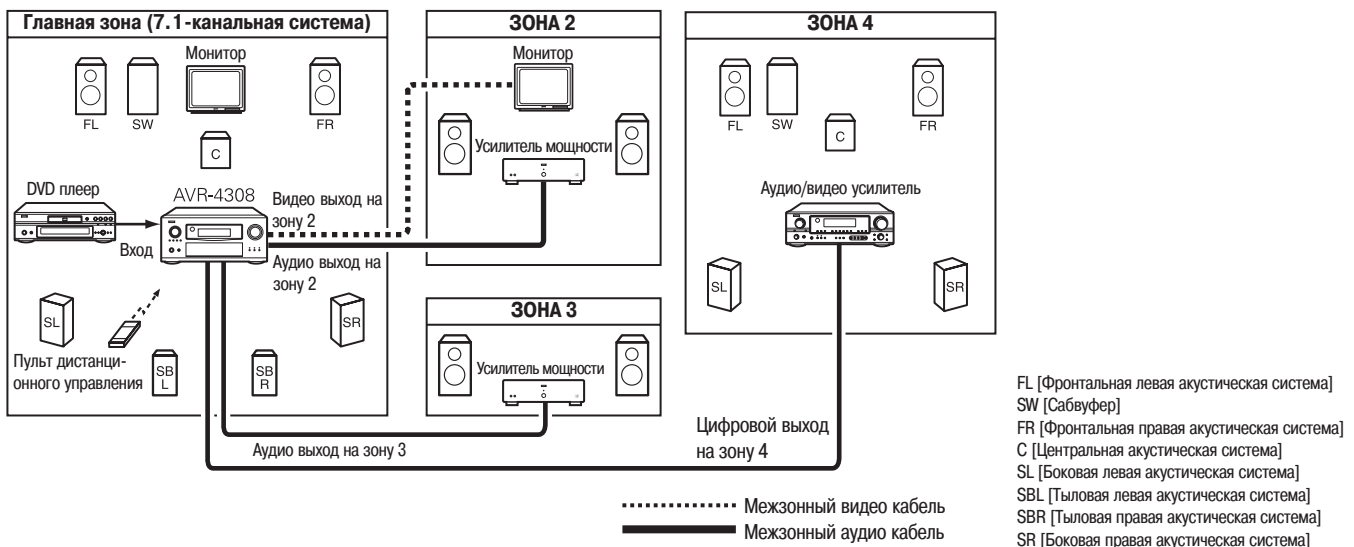 Главная зона (7.1-канальная система)
Монитор
FL
SW
FR
C
DVD плеер
AVR-4308
Вход
Видео выход на
зону 2
Аудио выход на
зону 2
SL
SR
Пульт дистанци-
онного управления
SB
L
SB
R
ЗОНА 2
Монитор
Усилитель мощности
ЗОНА 3
Усилитель мощности
Аудио выход на зону 3
ЗОНА 4
FL
SW
C
FR
Аудио/видео усилитель
SL
SR
Цифровой выход
на зону 4
Межзонный видео кабель
Межзонный аудио кабель
FL [Фронтальная левая акустическая система]
SW [Сабвуфер]
FR [Фронтальная правая акустическая система]
C [Центральная акустическая система]
SL [Боковая левая акустическая система]
SBL [Тыловая левая акустическая система]
SBR [Тыловая правая акустическая система]
SR [Боковая правая акустическая система]